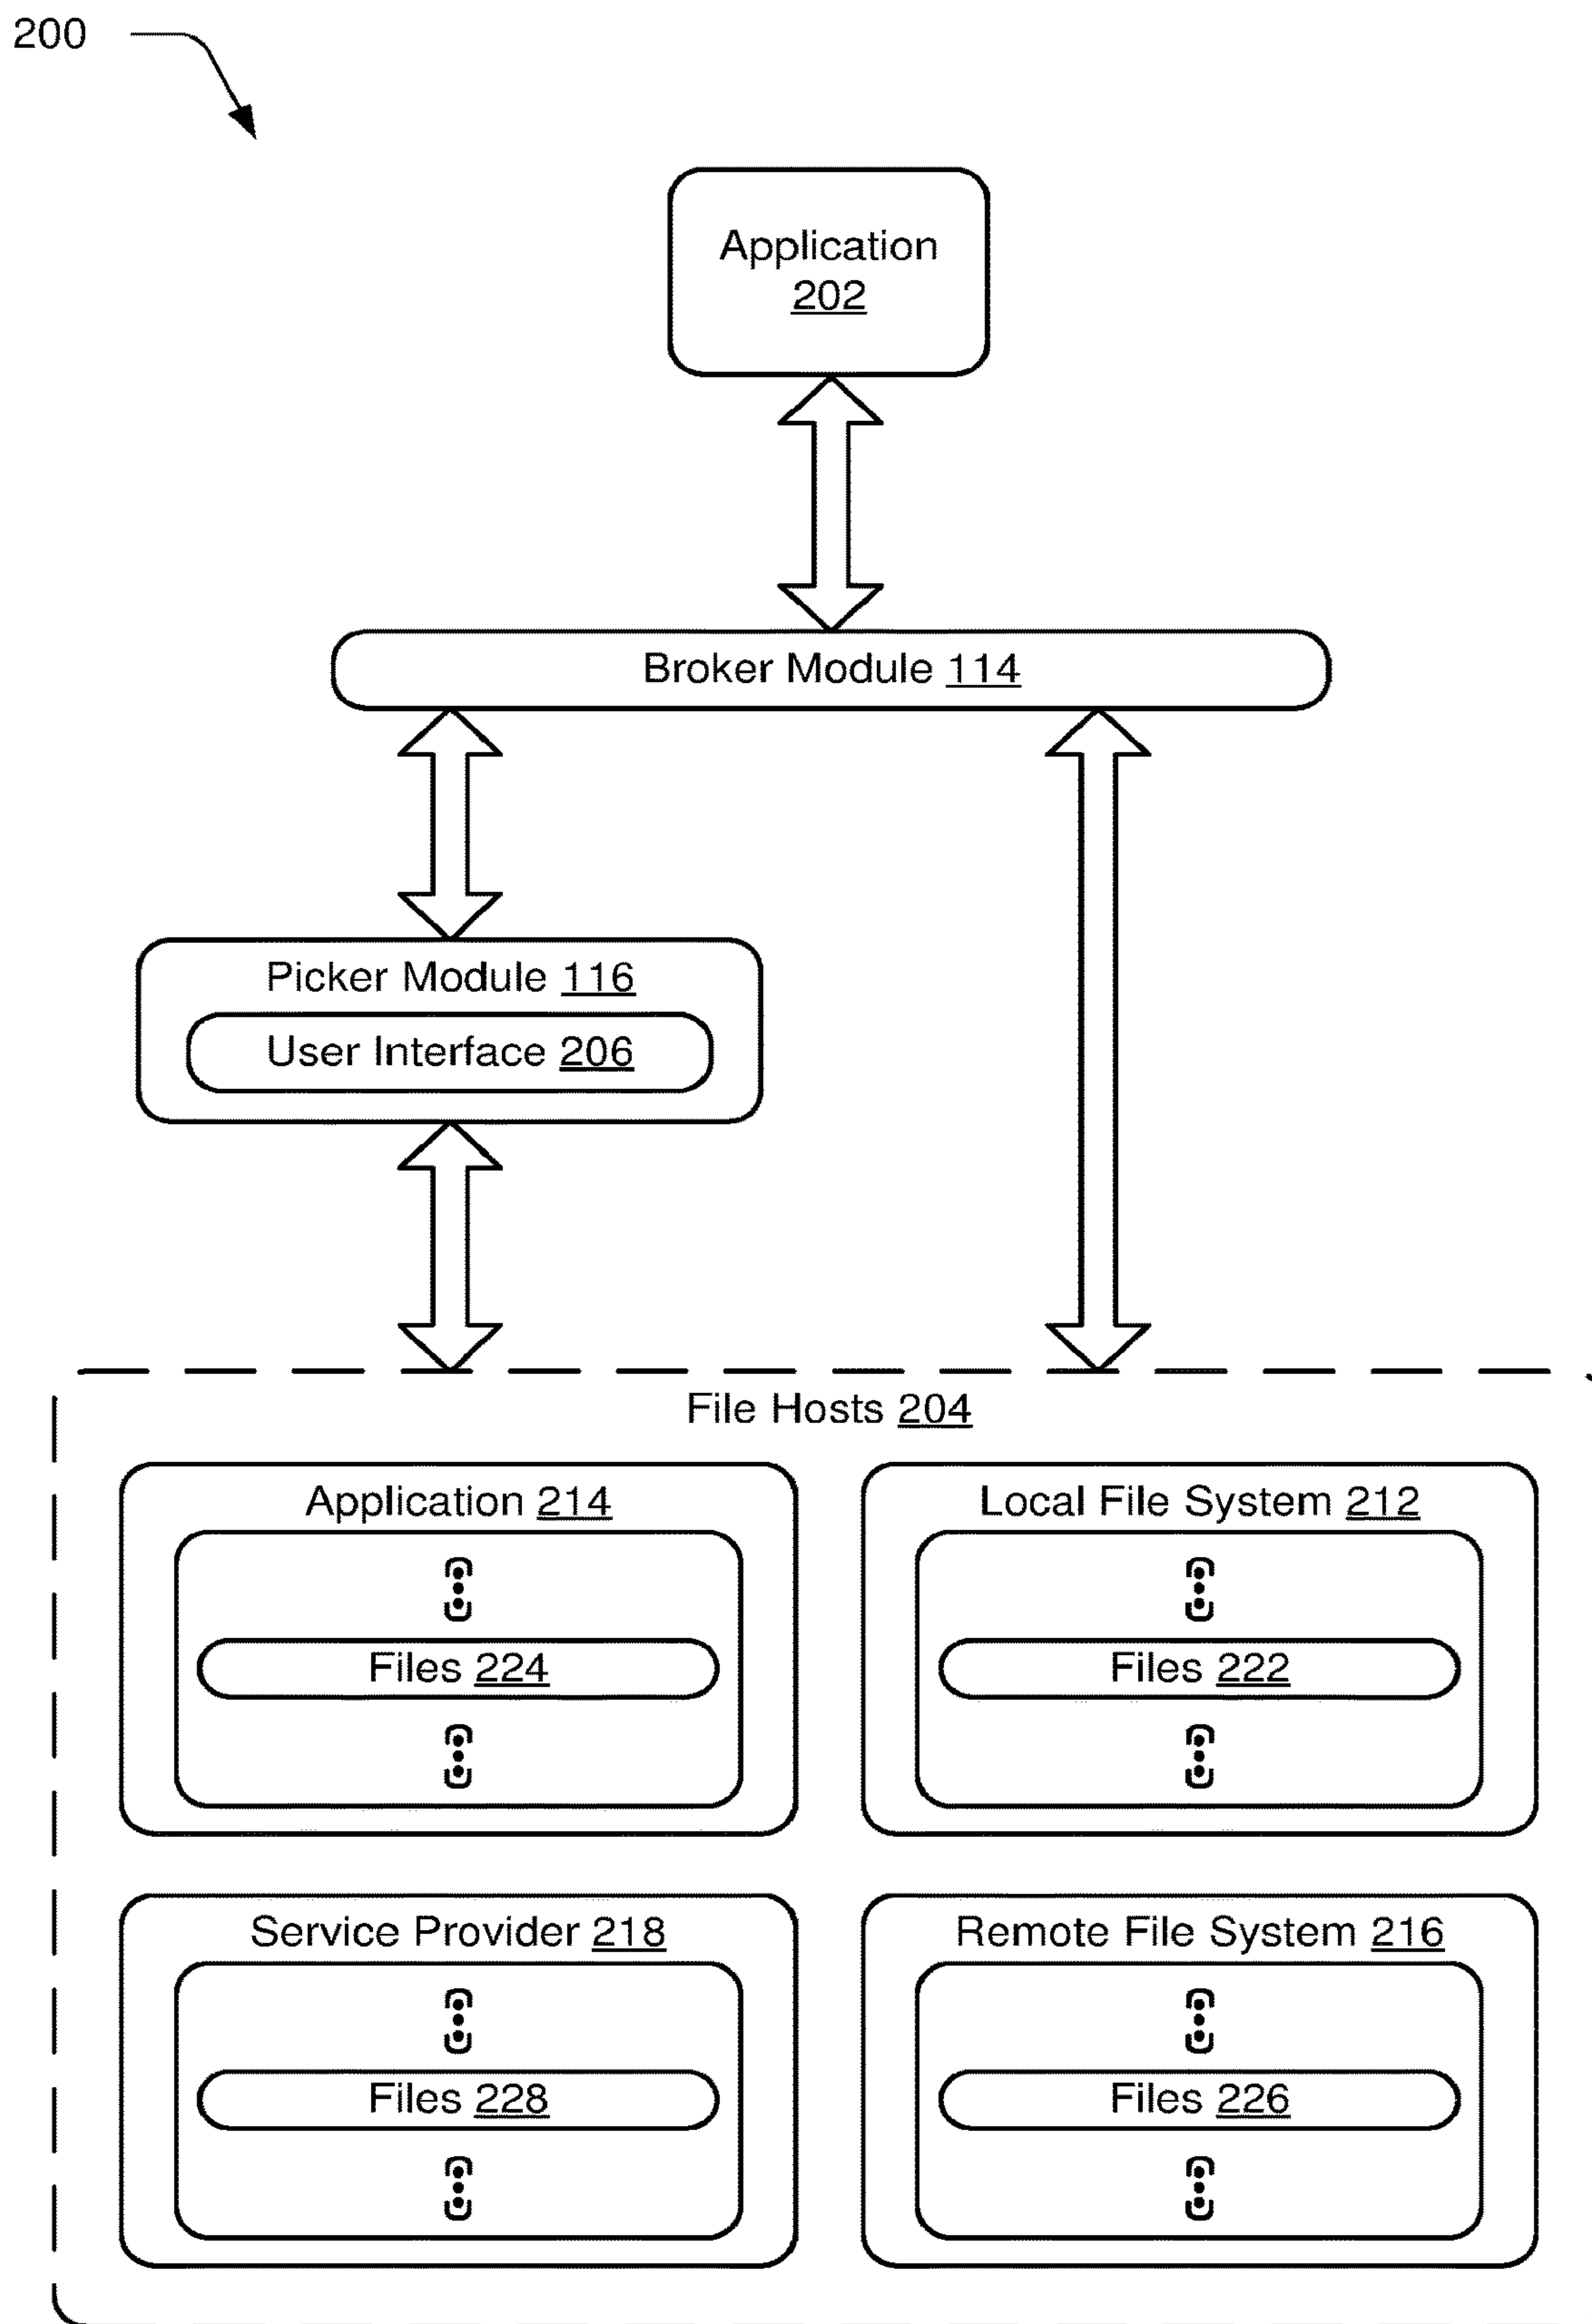 200
Application
202
Broker Module 114
Picker Module 116
User Interface 206
File Hosts 204
Application 214
Files 224
Local File System 212
Files 222
Service Provider 218
Files 228
Remote File System 216
Files 226